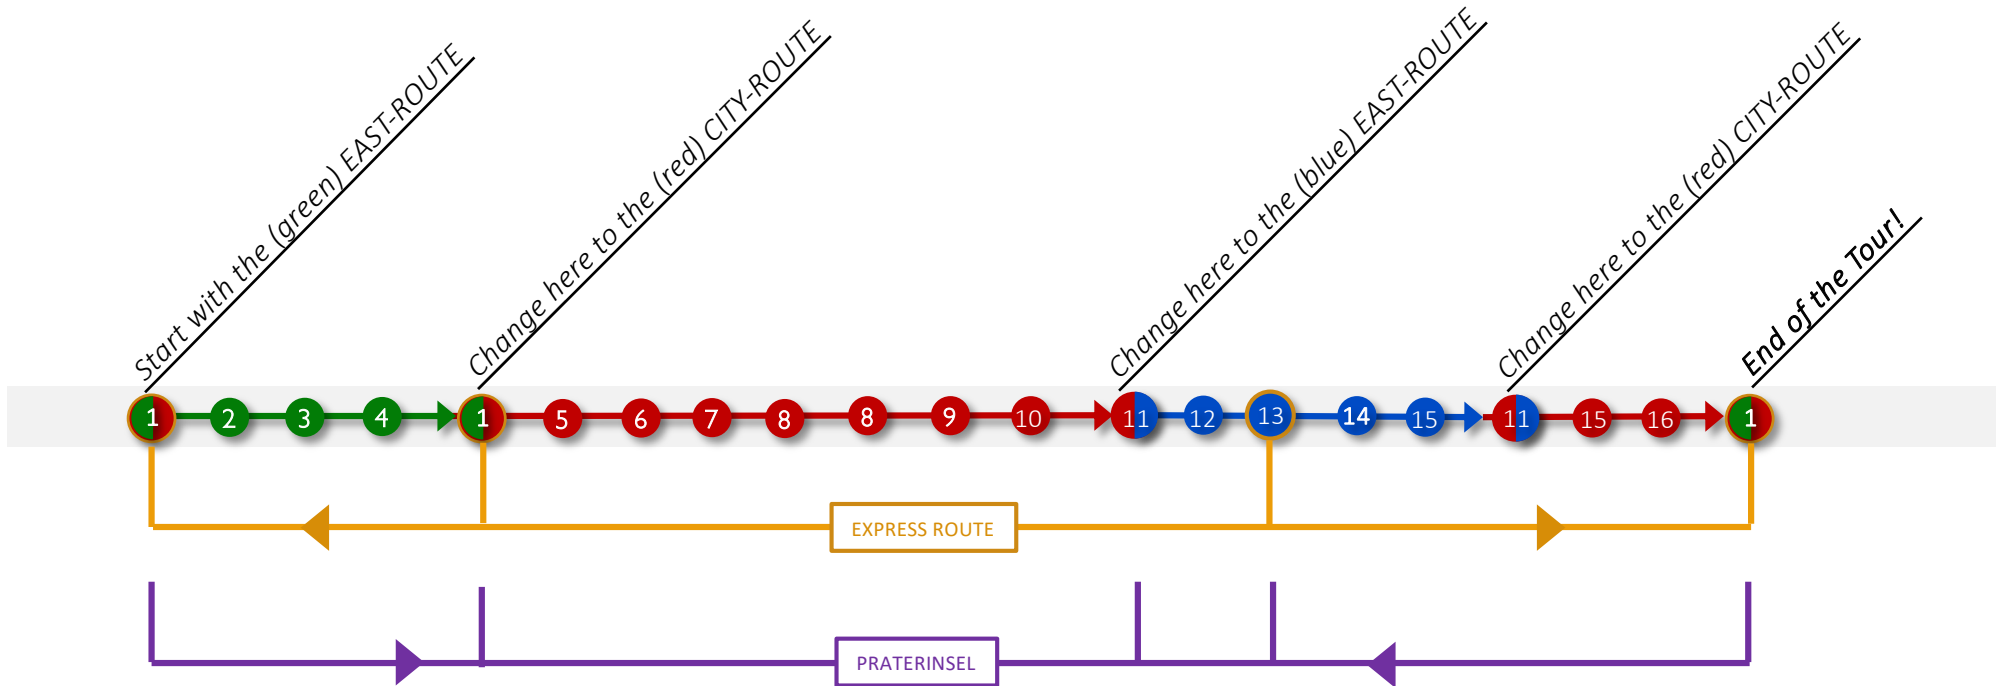 Start with the (green) EAST-ROUTE
Change here to the (red) CITY-ROUTE
Change here to the (blue) EAST-ROUTE
Change here to the (red) CITY-ROUTE
End of the Tour!
1 2 3 4 1 5 6 7 8 8 9 10 11 12 13 14 15 11 15 16 1
EXPRESS ROUTE
PRATERINSEL